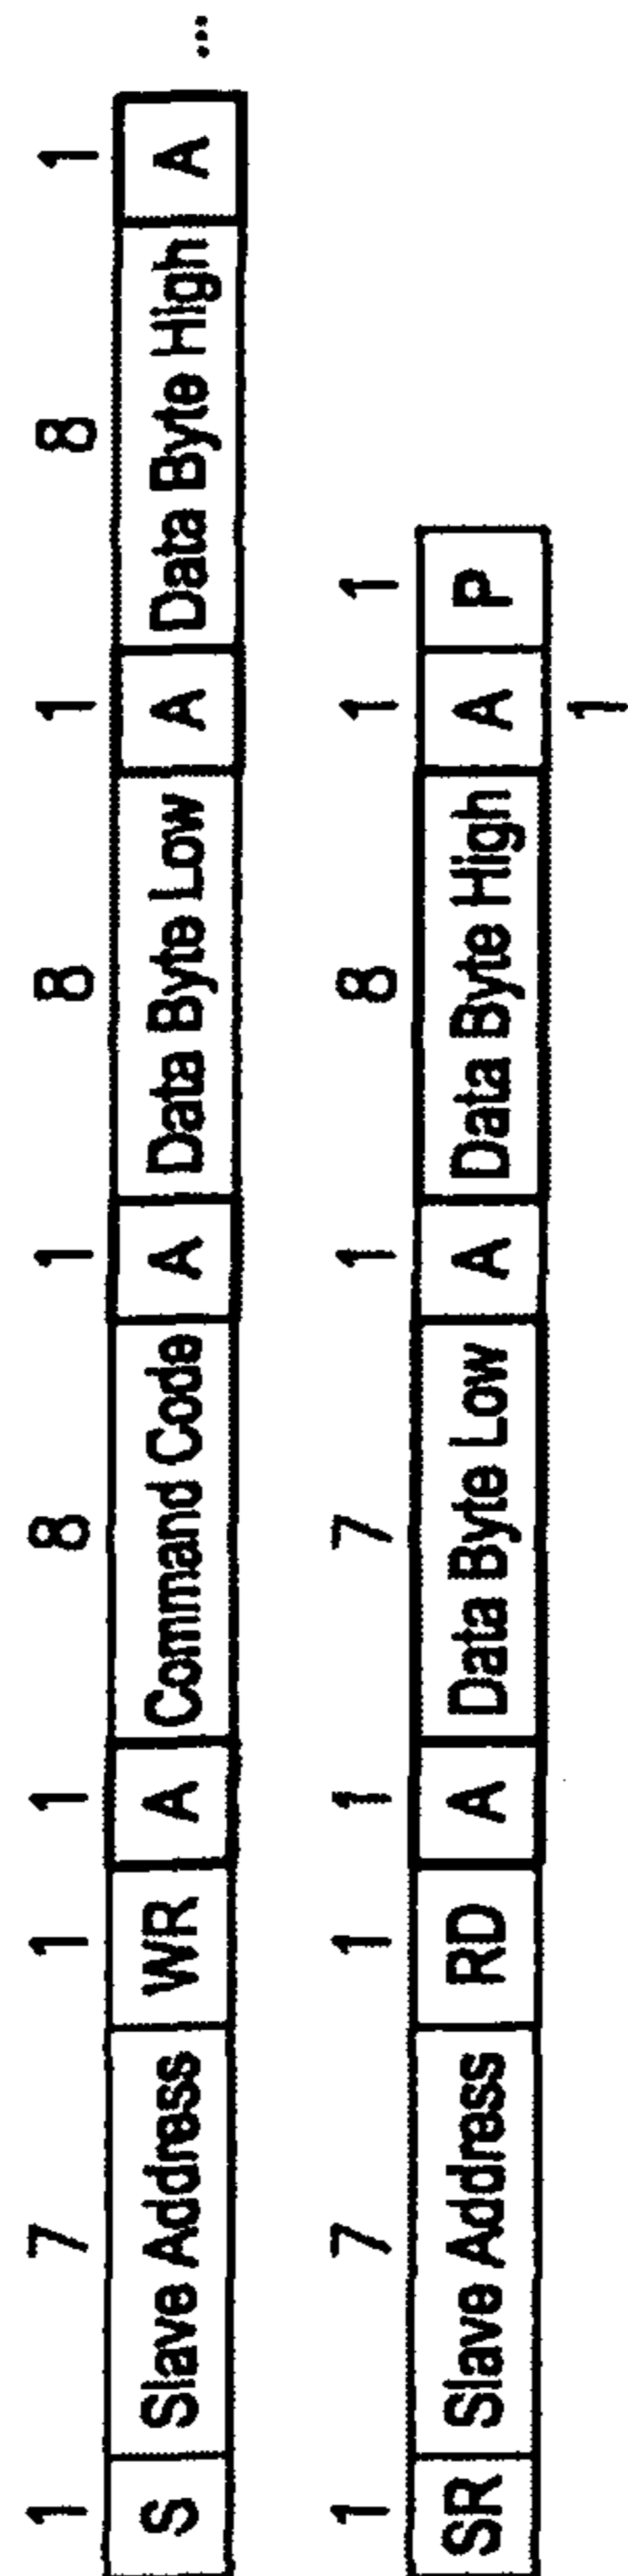 1 7 1 1 8 1 8 1 8 1
S Slave Address WR A Command Code A Data Byte Low A Data Byte High A ...
1 7 1 1 7 1 8 1 1
SR Slave Address RD A Data Byte Low A Data Byte High A P
1